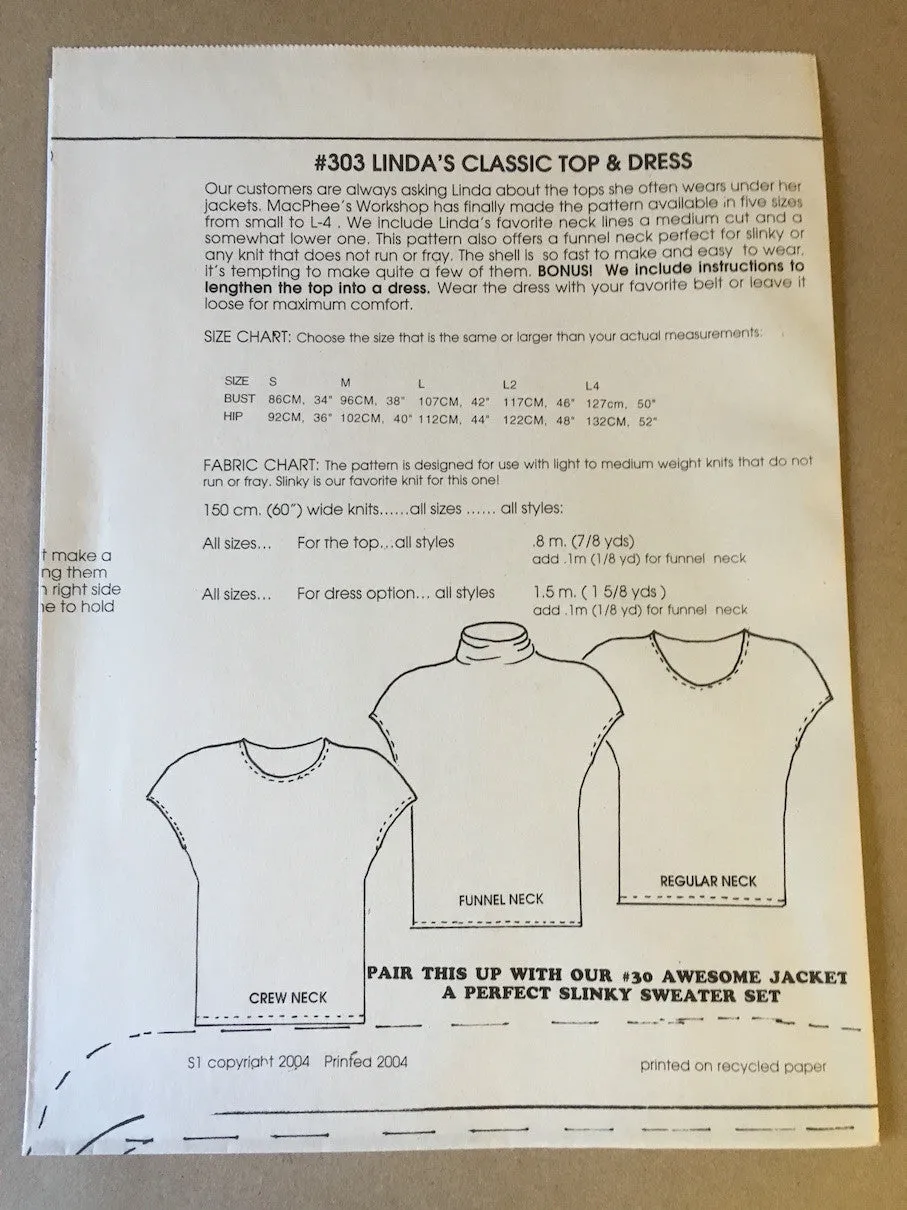 #303 LINDA'S CLASSIC TOP & DRESS
Our customers are always asking Linda about the tops she often wears under her
jackets. MacPhee's Workshop has finally made the pattern available in five sizes
from small to L-4 . We include Linda's favorite neck lines a medium cut and a
somewhat lower one. This pattern also offers a funnel neck perfect for slinky or
any knit that does not run or fray. The shell is so fast to make and easy to wear,
it's tempting to make quite a few of them. BONUS! We include instructions to
lengthen the top into a dress. Wear the dress with your favorite belt or leave it
loose for maximum comfort.
SIZE CHART: Choose the size that is the same or larger than your actual measurements:
SIZE S M L L2 L4
BUST 86CM, 34" 96CM, 38" 107CM, 42" 117CM, 46" 127cm, 50"
HIP 92CM, 36" 102CM, 40" 112CM, 44" 122CM, 48" 132CM, 52"
FABRIC CHART: The pattern is designed for use with light to medium weight knits that do not
run or fray. Slinky is our favorite knit for this one!
150 cm. (60") wide knits......all sizes ...... all styles:
All sizes... For the top...all styles .8 m. (7/8 yds)
add .1m (1/8 yd) for funnel neck
All sizes... For dress option... all styles 1.5 m. ( 1 5/8 yds )
add .1m (1/8 yd) for funnel neck
t make a
ng them
n right side
e to hold
REGULAR NECK
FUNNEL NECK
CREW NECK
PAIR THIS UP WITH OUR #30 AWESOME JACKET
A PERFECT SLINKY SWEATER SET
S1 copyright 2004 Printed 2004
printed on recycled paper